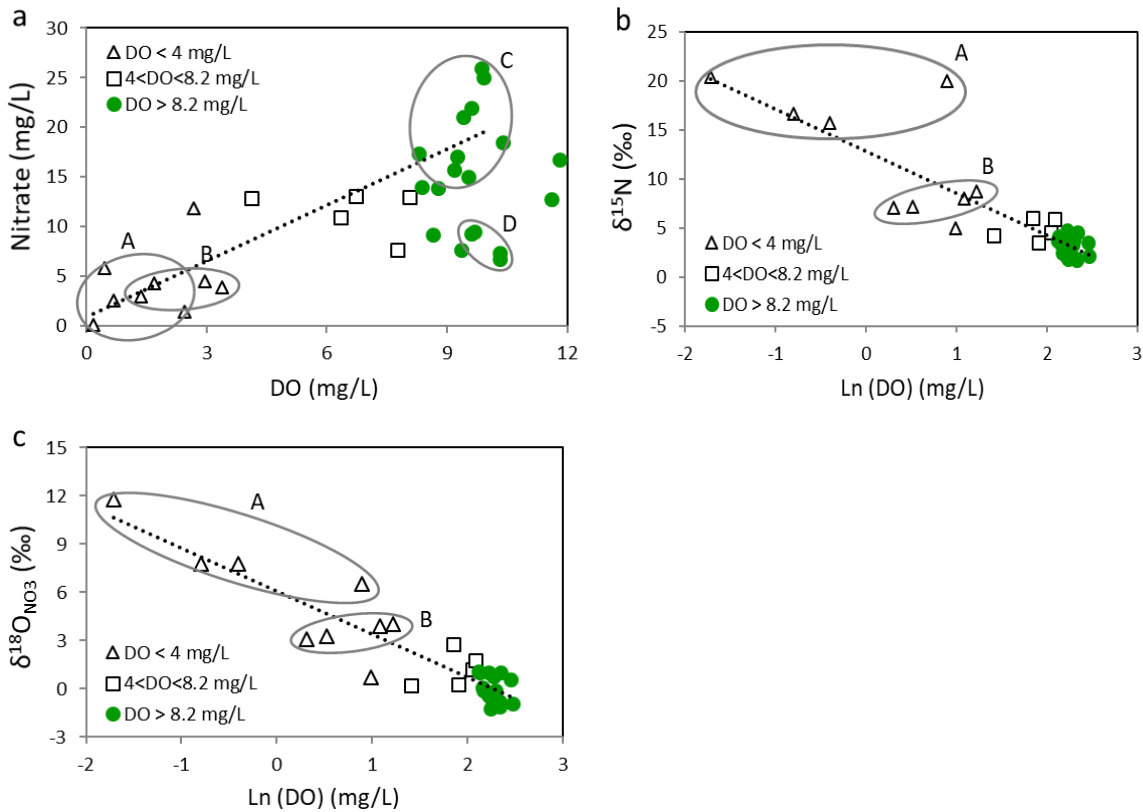 a
Nitrate (mg/L)
30
25
20
15
10
5
0
△ DO < 4 mg/L
□ 4<DO<8.2 mg/L
● DO > 8.2 mg/L
A
B
C
D
0 3 6 9 12
DO (mg/L)
b
δ¹⁵N (‰)
25
20
15
10
5
0
-5
A
B
△ DO < 4 mg/L
□ 4<DO<8.2 mg/L
● DO > 8.2 mg/L
-2 -1 0 1 2 3
Ln (DO) (mg/L)
c
δ¹⁸O_NO3 (‰)
15
12
9
6
3
0
-3
A
B
△ DO < 4 mg/L
□ 4<DO<8.2 mg/L
● DO > 8.2 mg/L
-2 -1 0 1 2 3
Ln (DO) (mg/L)